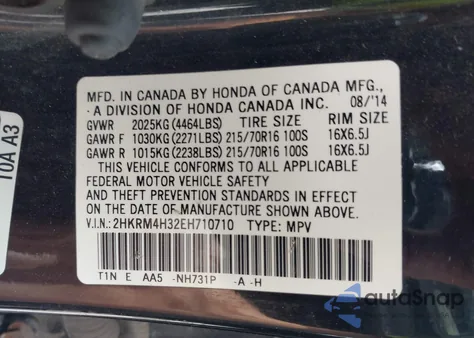 MFD. IN CANADA BY HONDA OF CANADA MFG.,
A DIVISION OF HONDA CANADA INC. 08/'14
GVWR 2025KG (4464LBS) TIRE SIZE RIM SIZE
GAWR F 1030KG (2271LBS) 215/70R16 100S 16X6.5J
GAWR R 1015KG (2238LBS) 215/70R16 100S 16X6.5J
THIS VEHICLE CONFORMS TO ALL APPLICABLE
FEDERAL MOTOR VEHICLE SAFETY
AND THEFT PREVENTION STANDARDS IN EFFECT
ON THE DATE OF MANUFACTURE SHOWN ABOVE.
V.I.N.: 2HKRM4H32EH710710 TYPE: MPV
T1N E AA5 -NH731P -A -H
10A A3
autoSnap